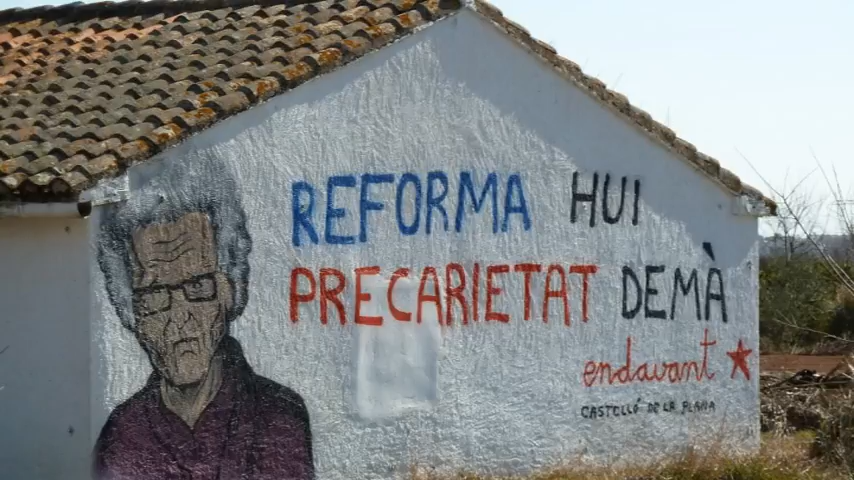 REFORMA HUI
PRECARIETAT DEMÀ
endavant
CASTELLÓ DE LA PLANA